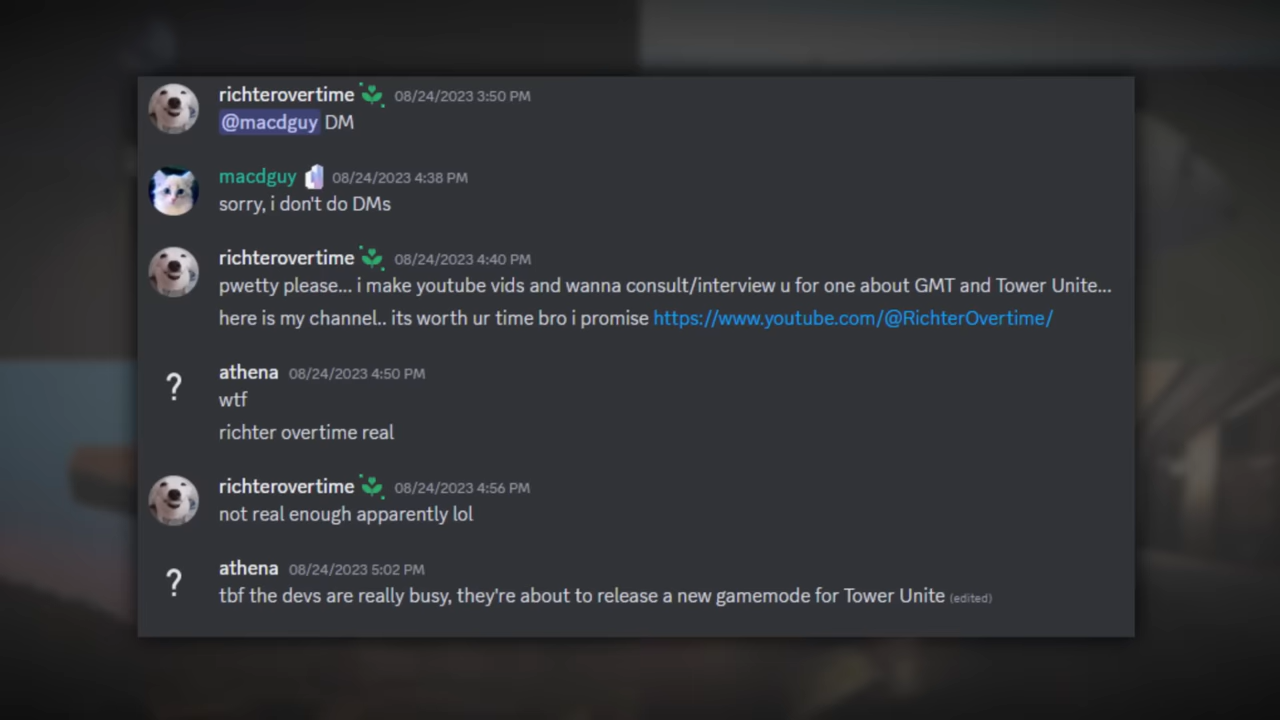 richterovertime 08/24/2023 3:50 PM
@macdguy DM
macdguy 08/24/2023 4:38 PM
sorry, i don't do DMs
richterovertime 08/24/2023 4:40 PM
pwetty please... i make youtube vids and wanna consult/interview u for one about GMT and Tower Unite...
here is my channel.. its worth ur time bro i promise https://www.youtube.com/@RichterOvertime/
athena 08/24/2023 4:50 PM
wtf
richter overtime real
richterovertime 08/24/2023 4:56 PM
not real enough apparently lol
athena 08/24/2023 5:02 PM
tbf the devs are really busy, they're about to release a new gamemode for Tower Unite (edited)
?
?